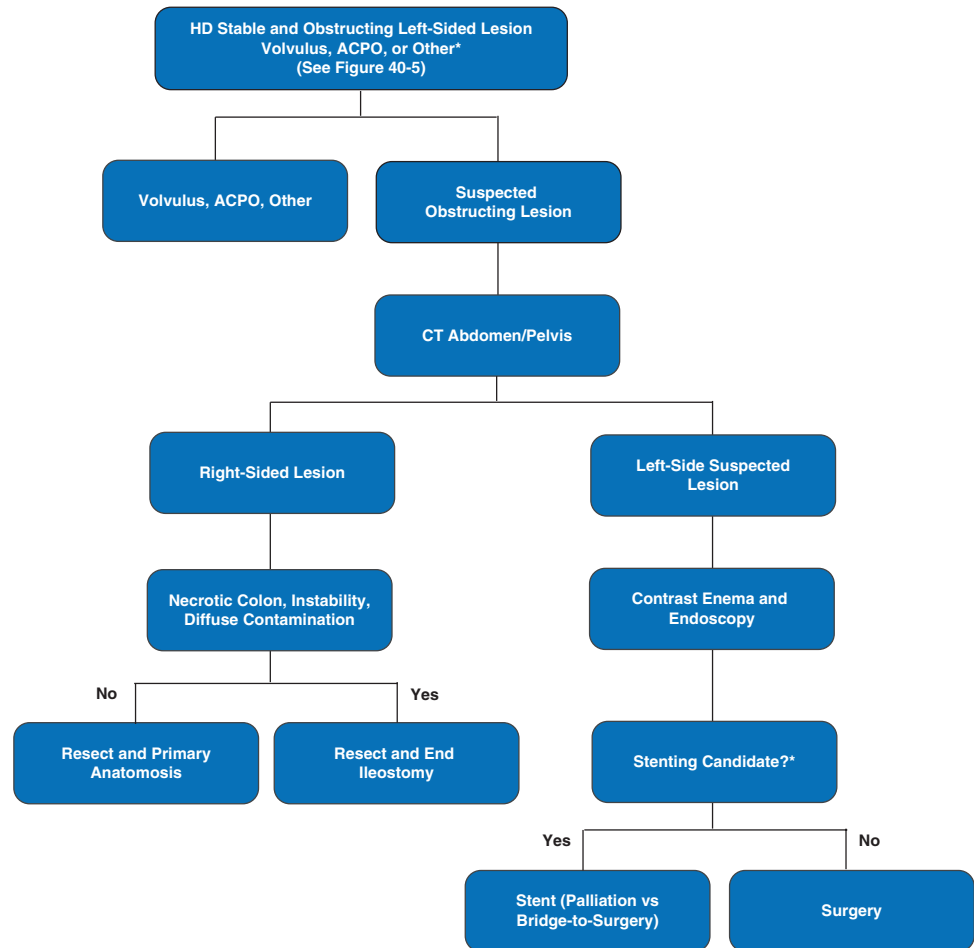 HD Stable and Obstructing Left-Sided Lesion
Volvulus, ACPO, or Other*
(See Figure 40-5)
Volvulus, ACPO, Other
Suspected
Obstructing Lesion
CT Abdomen/Pelvis
Right-Sided Lesion
Left-Side Suspected
Lesion
Necrotic Colon, Instability,
Diffuse Contamination
Contrast Enema and
Endoscopy
No
Yes
Resect and Primary
Anatomosis
Resect and End
Ileostomy
Stenting Candidate?*
Yes
No
Stent (Palliation vs
Bridge-to-Surgery)
Surgery